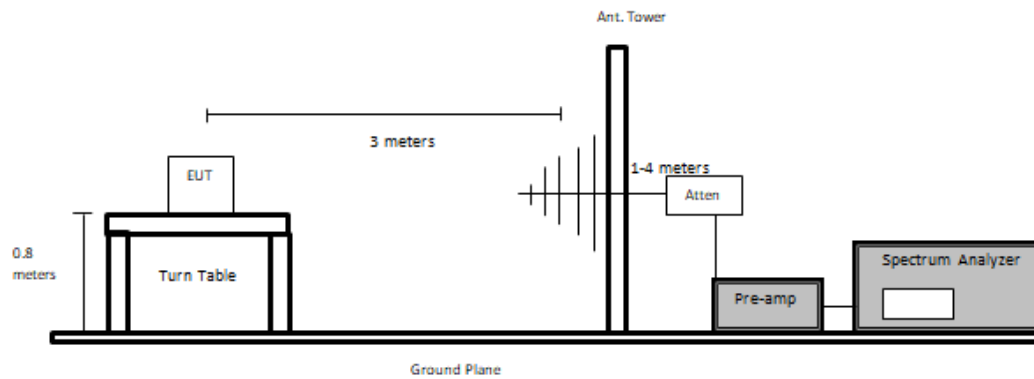 Ant. Tower
3 meters
EUT
1-4 meters
Atten
0.8
meters
Turn Table
Spectrum Analyzer
Pre-amp
Ground Plane